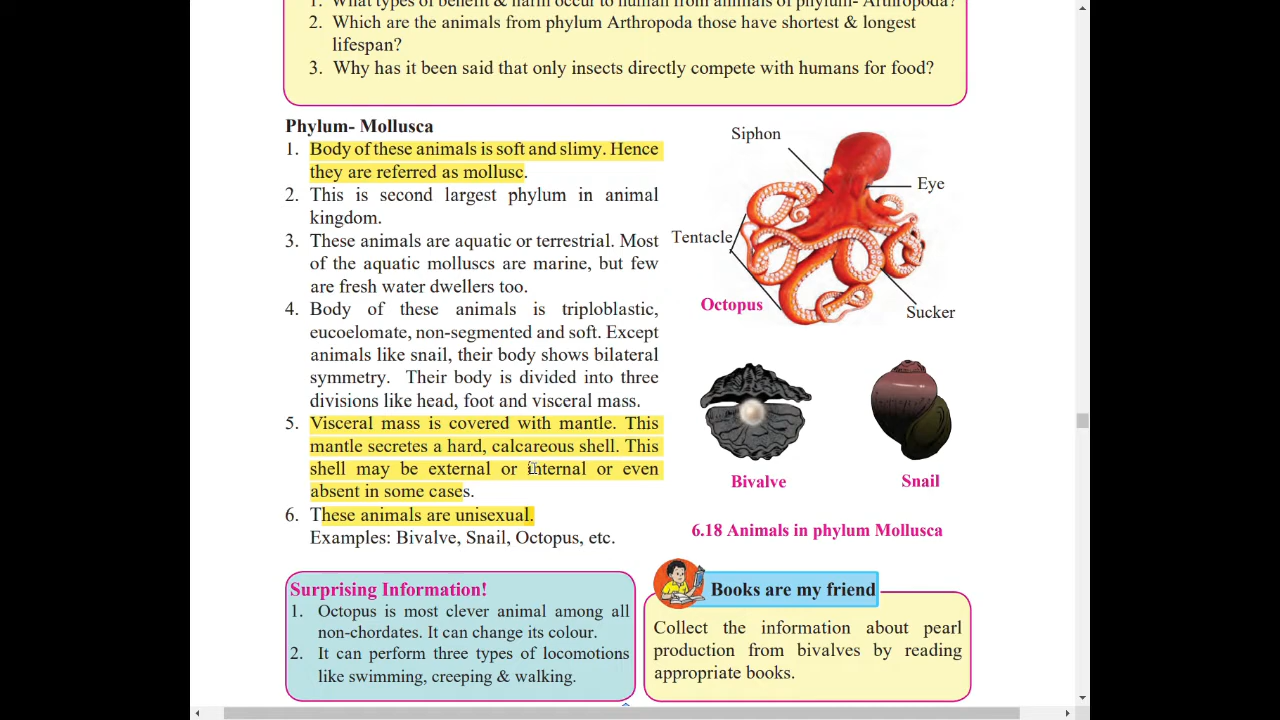 1. What types of benefit & harm occur to human from animals of phylum- Arthropoda?
2. Which are the animals from phylum Arthropoda those have shortest & longest
lifespan?
3. Why has it been said that only insects directly compete with humans for food?
Phylum- Mollusca
1. Body of these animals is soft and slimy. Hence
they are referred as mollusc.
2. This is second largest phylum in animal
kingdom.
3. These animals are aquatic or terrestrial. Most
of the aquatic molluscs are marine, but few
are fresh water dwellers too.
4. Body of these animals is triploblastic,
eucoelomate, non-segmented and soft. Except
animals like snail, their body shows bilateral
symmetry. Their body is divided into three
divisions like head, foot and visceral mass.
5. Visceral mass is covered with mantle. This
mantle secretes a hard, calcareous shell. This
shell may be external or internal or even
absent in some cases.
6. These animals are unisexual.
Examples: Bivalve, Snail, Octopus, etc.
Siphon
Eye
Tentacle
Octopus
Sucker
Bivalve
Snail
6.18 Animals in phylum Mollusca
Surprising Information!
1. Octopus is most clever animal among all
non-chordates. It can change its colour.
2. It can perform three types of locomotions
like swimming, creeping & walking.
Books are my friend
Collect the information about pearl
production from bivalves by reading
appropriate books.